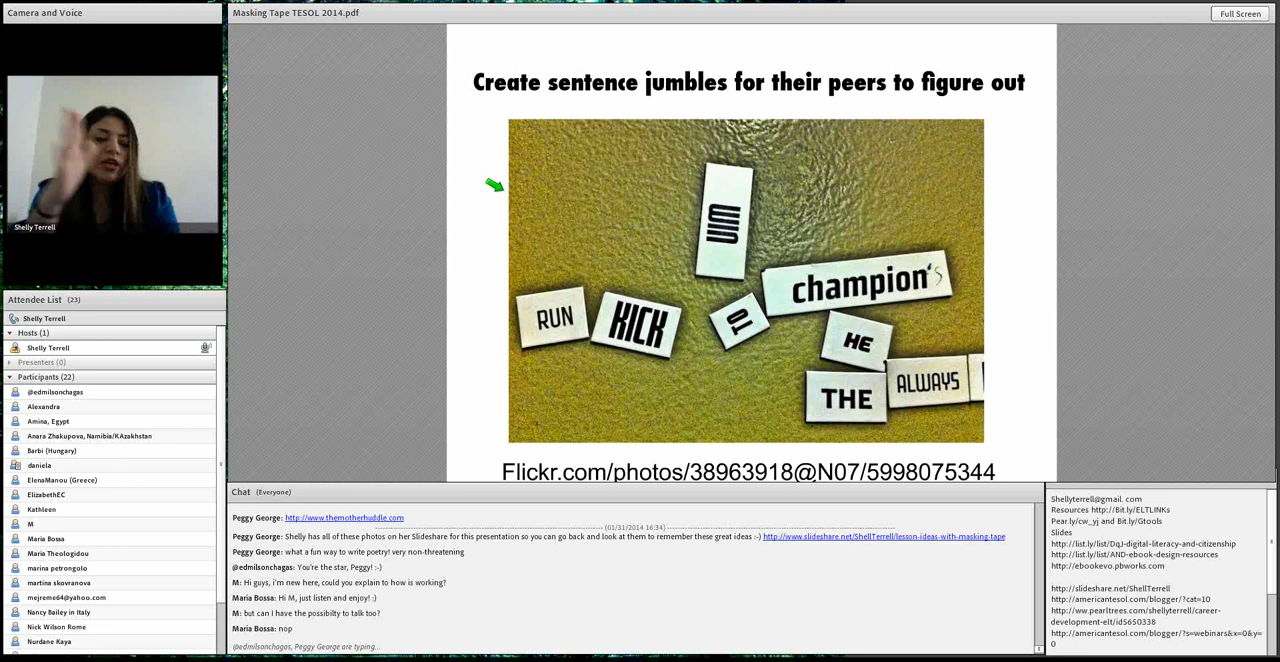 Camera and Voice
Shelly Terrell
Attendee List (23)
Shelly Terrell
Hosts (1)
Shelly Terrell
Presenters (0)
Participants (22)
@edmilsonchagas
Alexandra
Amina, Egypt
Anara Zhakupova, Namibia/KAzakhstan
Barbi (Hungary)
daniela
ElenaManou (Greece)
ElizabethEC
Kathleen
M
Maria Bossa
Maria Theologidou
marina petrongolo
martina skovranova
mejreme64@yahoo.com
Nancy Bailey in Italy
Nick Wilson Rome
Nurdane Kaya
Masking Tape TESOL 2014.pdf
Full Screen
Create sentence jumbles for their peers to figure out
WIN
champion's
RUN
KICK
TO
HE
THE
ALWAYS
Flickr.com/photos/38963918@N07/5998075344
Chat (Everyone)
Peggy George: http://www.themotherhuddle.com
(01/31/2014 16:34)
Peggy George: Shelly has all of these photos on her Slideshare for this presentation so you can go back and look at them to remember these great ideas :-) http://www.slideshare.net/ShellTerrell/lesson-ideas-with-masking-tape
Peggy George: what a fun way to write poetry! very non-threatening
@edmilsonchagas: You're the star, Peggy! :-)
M: Hi guys, i'm new here, could you explain to how is working?
Maria Bossa: Hi M, just listen and enjoy! :)
M: but can I have the possibilty to talk too?
Maria Bossa: nop
@edmilsonchagas, Peggy George are typing...
Shellyterrell@gmail. com
Resources http://Bit.ly/ELTLINKs
Pear.ly/cw_yj and Bit.ly/Gtools
Slides
http://list.ly/list/DqJ-digital-literacy-and-citizenship
http://list.ly/list/AND-ebook-design-resources
http://ebookevo.pbworks.com
http://slideshare.net/ShellTerrell
http://americantesol.com/blogger/?cat=10
http://ww.pearltrees.com/shellyterrell/career-
development-elt/id5650338
http://americantesol.com/blogger/?s=webinars&x=0&y=
0